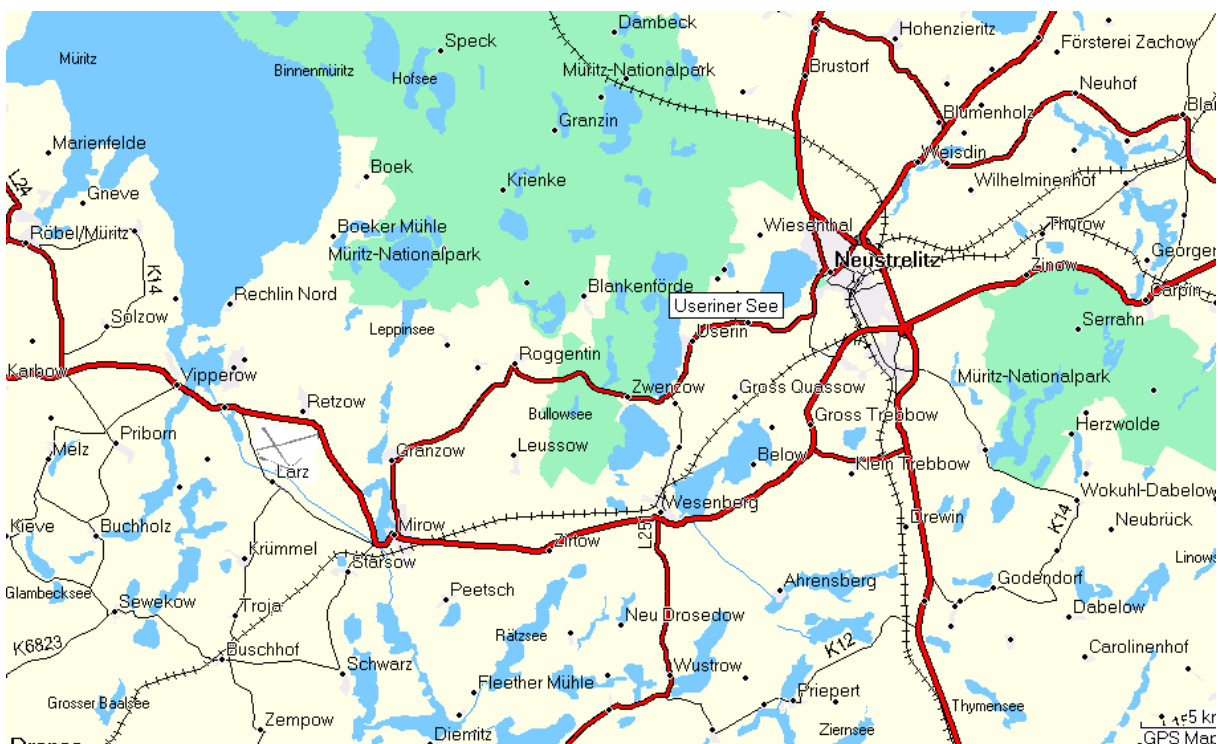 Dambeck
Hohenzieritz
Speck
Försterei Zachow
Müritz
Binnenmüritz
Hofsee
Müritz-Nationalpark
Brustorf
Neuhof
Blumenholz
Granzin
Marienfelde
Weisdin
Boek
Krienke
Wilhelminenhof
L24
Gneve
Boeker Mühle
Wiesenthal
Thurow
Röbel/Müritz
Müritz-Nationalpark
Neustrelitz
Georgen
Zinow
K14
Rechlin Nord
Blankenförde
Useriner See
Carpin
Solzow
Leppinsee
Userin
Serrahn
Roggentin
Karbow
Vipperow
Zwenzow
Gross Quassow
Müritz-Nationalpark
Retzow
Bullowsee
Gross Trebbow
Herzwolde
Priborn
Melz
Granzow
Leussow
Below
Klein Trebbow
Lärz
Wokuhl-Dabelow
Wesenberg
K14
Kieve
Buchholz
Mirow
Drewin
Neubrück
L25
Zirtow
Krümmel
Starsow
Linows
Glambecksee
Peetsch
Ahrensberg
Godendorf
Sewekow
Troja
Neu Drosedow
Dabelow
K6823
Rätzsee
K12
Carolinenhof
Buschhof
Schwarz
Wustrow
Fleether Mühle
Priepert
Grosser Baalsee
Thymensee
Zempow
Diemitz
Ziernsee
5 km
GPS Map